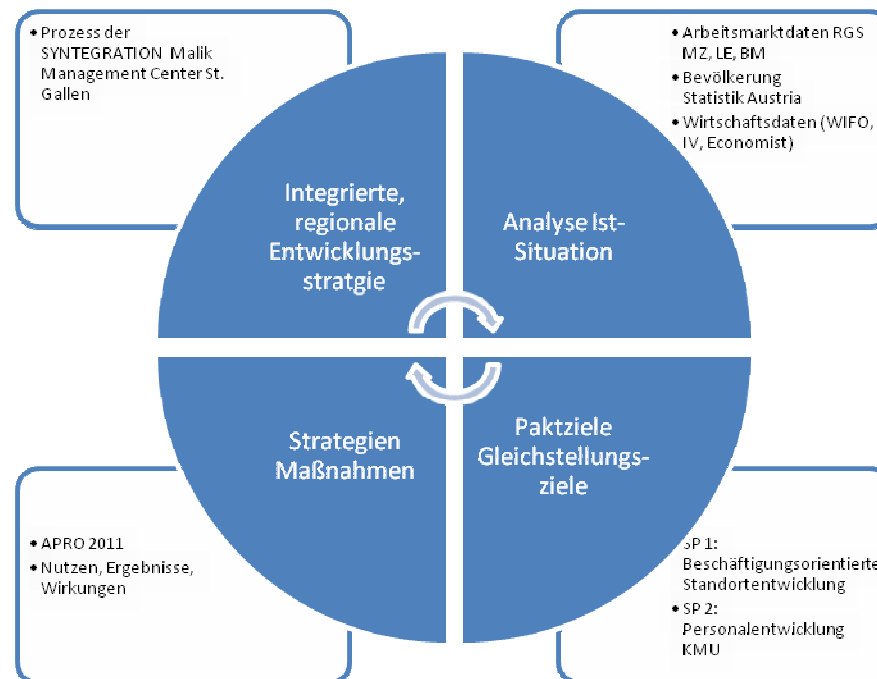 • Prozess der
SYNTEGRATION Malik
Management Center St.
Gallen
• Arbeitsmarktdaten RGS
MZ, LE, BM
• Bevölkerung
Statistik Austria
• Wirtschaftsdaten (WIFO,
IV, Economist)
Integrierte,
regionale
Entwicklungs-
stratgie
Analyse Ist-
Situation
Strategien
Maßnahmen
Paktziele
Gleichstellungs-
ziele
• APRO 2011
• Nutzen, Ergebnisse,
Wirkungen
SP 1:
Beschäftigungsorientierte
Standortentwicklung
• SP 2:
Personalentwicklung
KMU